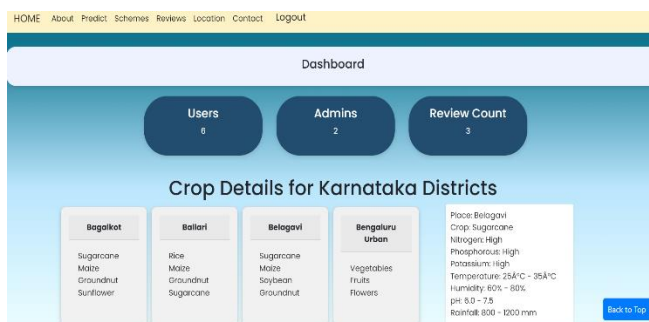 HOME About Predict Schemes Reviews Location Contact Logout
Dashboard
Users
6
Admins
2
Review Count
3
Crop Details for Karnataka Districts
Bagalkot
Sugarcane
Maize
Groundnut
Sunflower
Ballari
Rice
Maize
Groundnut
Sugarcane
Belagavi
Sugarcane
Maize
Soybean
Groundnut
Bengaluru
Urban
Vegetables
Fruits
Flowers
Place: Belagavi
Crop: Sugarcane
Nitrogen: High
Phosphorous: High
Potassium: High
Temperature: 25Â°C - 35Â°C
Humidity: 60% - 80%
pH: 6.0 - 7.5
Rainfall: 800 - 1200 mm
Back to Top